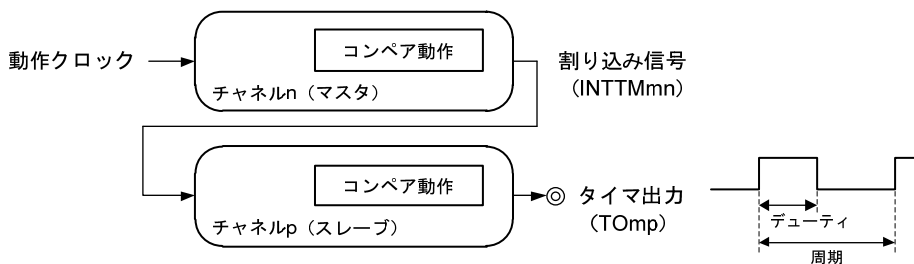 コンペア動作
動作クロック
チャネルn（マスタ）
割り込み信号
(INTTMmn)
コンペア動作
チャネルp（スレーブ）
◎ タイマ出力
(TOmp)
デューティ
周期